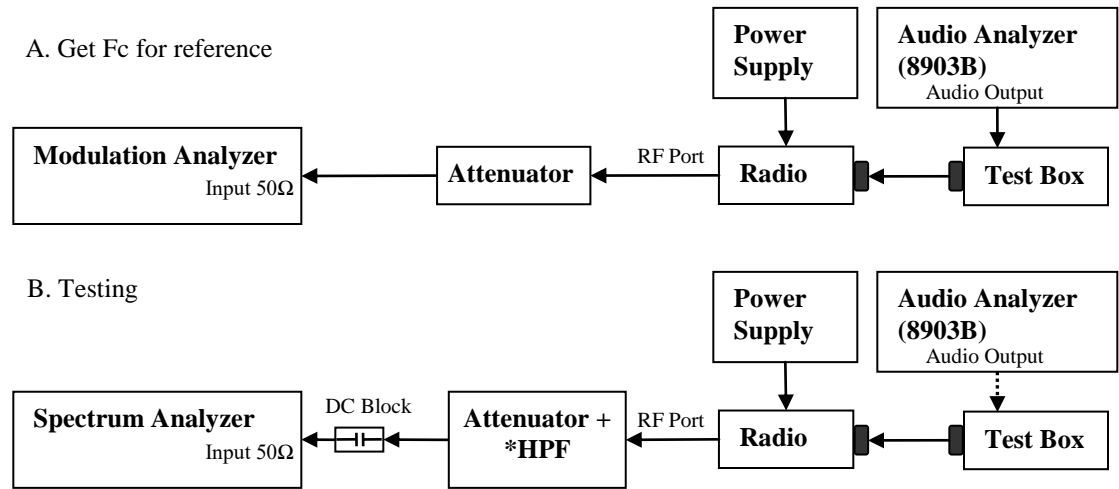 A. Get Fc for reference
Power
Supply
Audio Analyzer
(8903B)
Audio Output
Modulation Analyzer
Input 50Ω
Attenuator
RF Port
Radio
Test Box
B. Testing
Power
Supply
Audio Analyzer
(8903B)
Audio Output
Spectrum Analyzer
Input 50Ω
DC Block
Attenuator +
*HPF
RF Port
Radio
Test Box